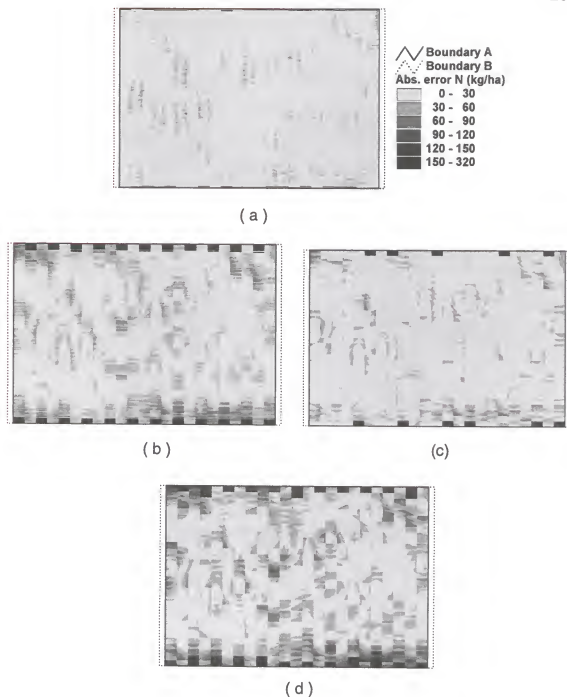 Boundary A
Boundary B
Abs. error N (kg/ha)
0 - 30
30 - 60
60 - 90
90 - 120
120 - 150
150 - 320
(a)
(b)
(c)
(d)